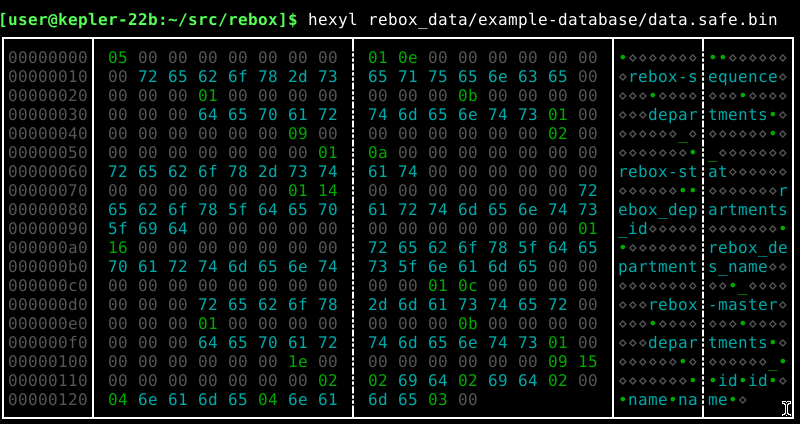 [user@kepler-22b:~/src/rebox]$ hexyl rebox_data/example-database/data.safe.bin
00000000 05 00 00 00 00 00 00 00 01 0e 00 00 00 00 00 00 •⋄⋄⋄⋄⋄⋄⋄ ••⋄⋄⋄⋄⋄⋄
00000010 00 72 65 62 6f 78 2d 73 65 71 75 65 6e 63 65 00 ⋄rebox-s equence⋄
00000020 00 00 00 01 00 00 00 00 00 00 00 0b 00 00 00 00 ⋄⋄⋄•⋄⋄⋄⋄ ⋄⋄⋄•⋄⋄⋄⋄
00000030 00 00 00 64 65 70 61 72 74 6d 65 6e 74 73 01 00 ⋄⋄⋄depar tments•⋄
00000040 00 00 00 00 00 00 09 00 00 00 00 00 00 00 02 00 ⋄⋄⋄⋄⋄⋄_⋄ ⋄⋄⋄⋄⋄⋄•⋄
00000050 00 00 00 00 00 00 00 01 0a 00 00 00 00 00 00 00 ⋄⋄⋄⋄⋄⋄⋄• _⋄⋄⋄⋄⋄⋄⋄
00000060 72 65 62 6f 78 2d 73 74 61 74 00 00 00 00 00 00 rebox-st at⋄⋄⋄⋄⋄⋄
00000070 00 00 00 00 00 00 01 14 00 00 00 00 00 00 00 72 ⋄⋄⋄⋄⋄⋄•• ⋄⋄⋄⋄⋄⋄⋄r
00000080 65 62 6f 78 5f 64 65 70 61 72 74 6d 65 6e 74 73 ebox_dep artments
00000090 5f 69 64 00 00 00 00 00 00 00 00 00 00 00 00 01 _id⋄⋄⋄⋄⋄ ⋄⋄⋄⋄⋄⋄⋄•
000000a0 16 00 00 00 00 00 00 00 72 65 62 6f 78 5f 64 65 •⋄⋄⋄⋄⋄⋄⋄ rebox_de
000000b0 70 61 72 74 6d 65 6e 74 73 5f 6e 61 6d 65 00 00 partment s_name⋄⋄
000000c0 00 00 00 00 00 00 00 00 00 00 01 0c 00 00 00 00 ⋄⋄⋄⋄⋄⋄⋄⋄ ⋄⋄•_⋄⋄⋄⋄
000000d0 00 00 00 72 65 62 6f 78 2d 6d 61 73 74 65 72 00 ⋄⋄⋄rebox -master⋄
000000e0 00 00 00 01 00 00 00 00 00 00 00 0b 00 00 00 00 ⋄⋄⋄•⋄⋄⋄⋄ ⋄⋄⋄•⋄⋄⋄⋄
000000f0 00 00 00 64 65 70 61 72 74 6d 65 6e 74 73 01 00 ⋄⋄⋄depar tments•⋄
00000100 00 00 00 00 00 00 1e 00 00 00 00 00 00 00 09 15 ⋄⋄⋄⋄⋄⋄•⋄ ⋄⋄⋄⋄⋄⋄_•
00000110 00 00 00 00 00 00 00 02 02 69 64 02 69 64 02 00 ⋄⋄⋄⋄⋄⋄⋄• •id•id•⋄
00000120 04 6e 61 6d 65 04 6e 61 6d 65 03 00 •name•na me•⋄